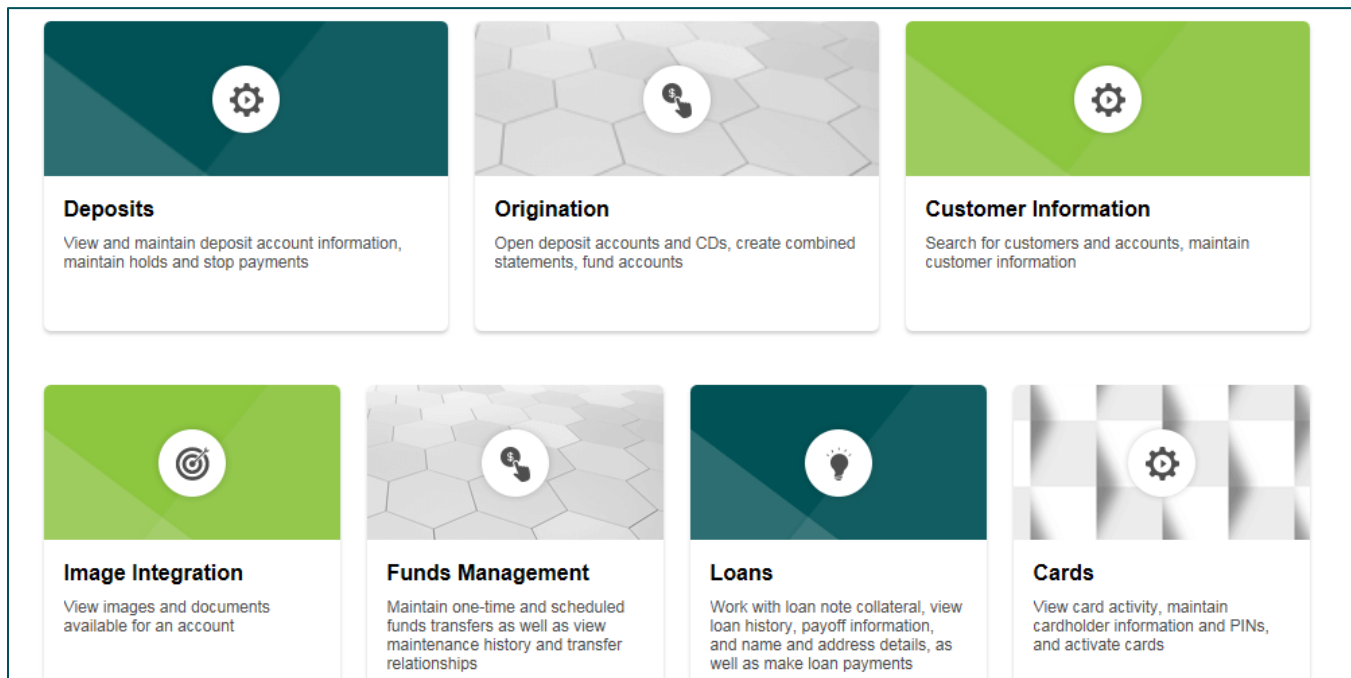 Deposits
View and maintain deposit account information,
maintain holds and stop payments
Origination
Open deposit accounts and CDs, create combined
statements, fund accounts
Customer Information
Search for customers and accounts, maintain
customer information
Image Integration
View images and documents
available for an account
Funds Management
Maintain one-time and scheduled
funds transfers as well as view
maintenance history and transfer
relationships
Loans
Work with loan note collateral, view
loan history, payoff information,
and name and address details, as
well as make loan payments
Cards
View card activity, maintain
cardholder information and PINs,
and activate cards